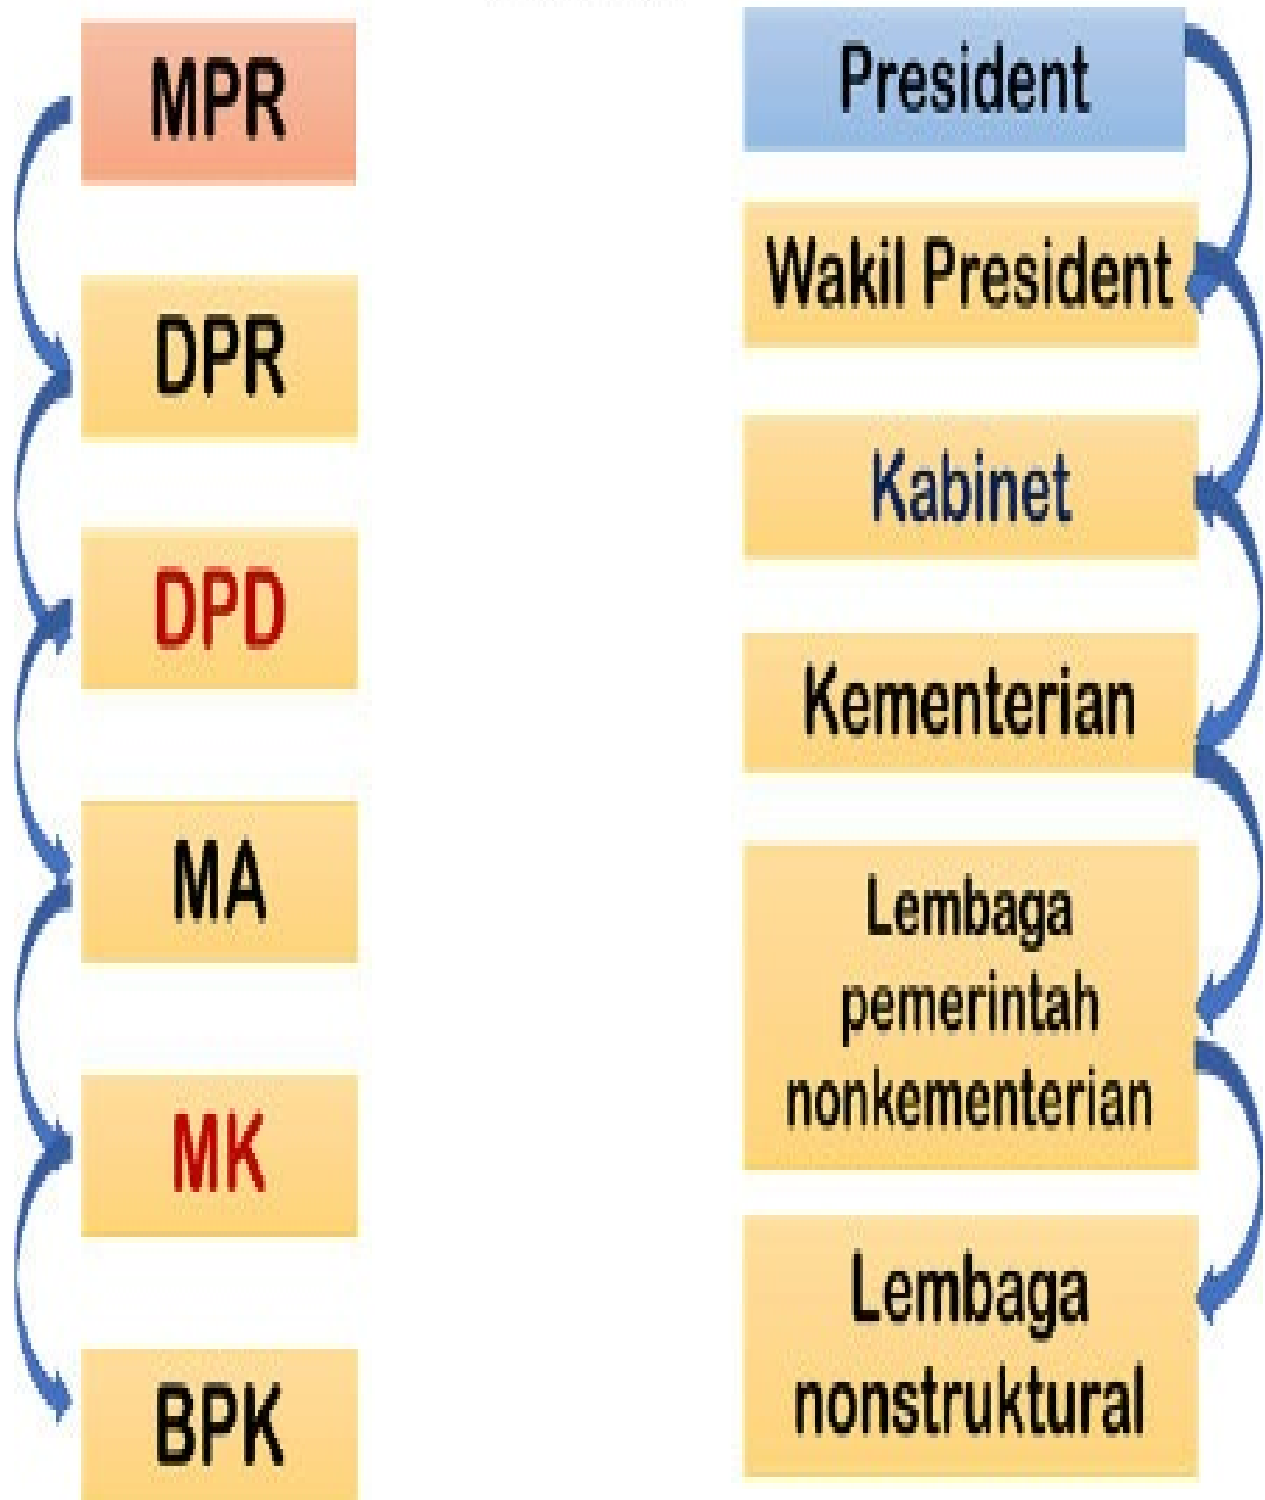 MPR
DPR
DPD
MA
MK
BPK
President
Wakil President
Kabinet
Kementerian
Lembaga
pemerintah
nonkementerian
Lembaga
nonstruktural